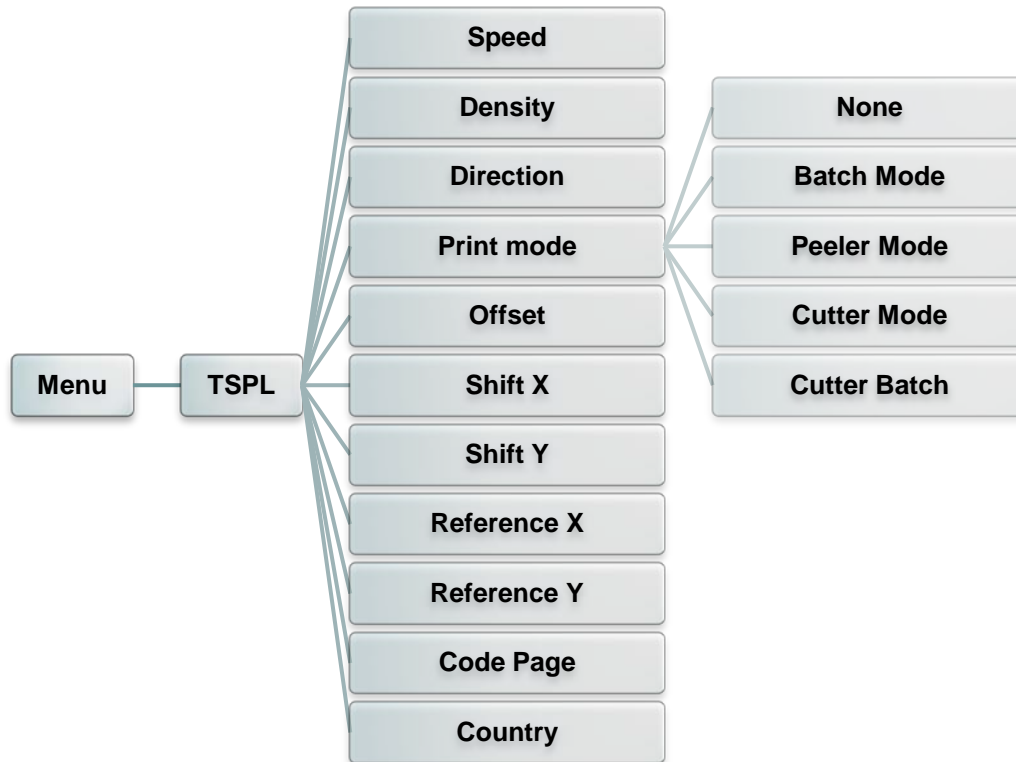 Menu
TSPL
Speed
Density
Direction
Print mode
Offset
Shift X
Shift Y
Reference X
Reference Y
Code Page
Country
None
Batch Mode
Peeler Mode
Cutter Mode
Cutter Batch